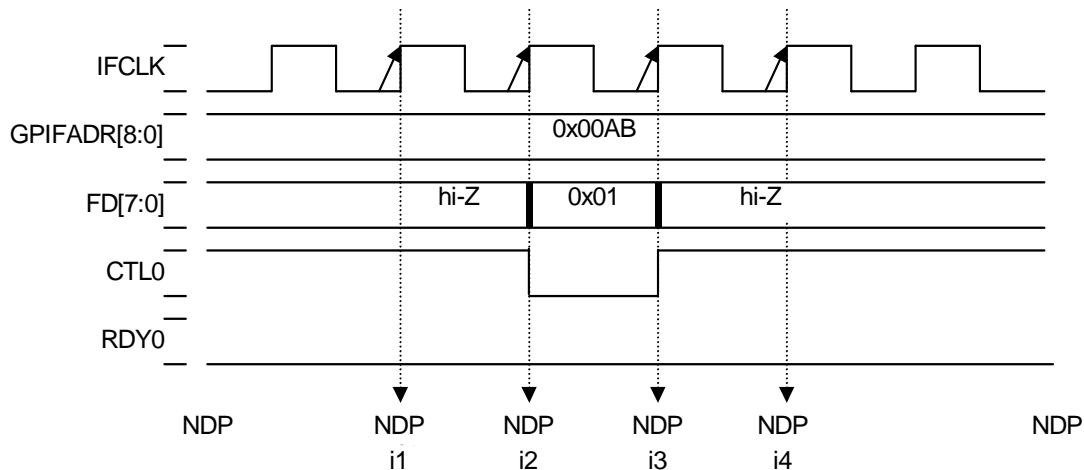 IFCLK
GPIFADR[8:0] 0x00AB
FD[7:0] hi-Z 0x01 hi-Z
CTL0
RDY0
NDP NDP NDP NDP NDP NDP
i1 i2 i3 i4